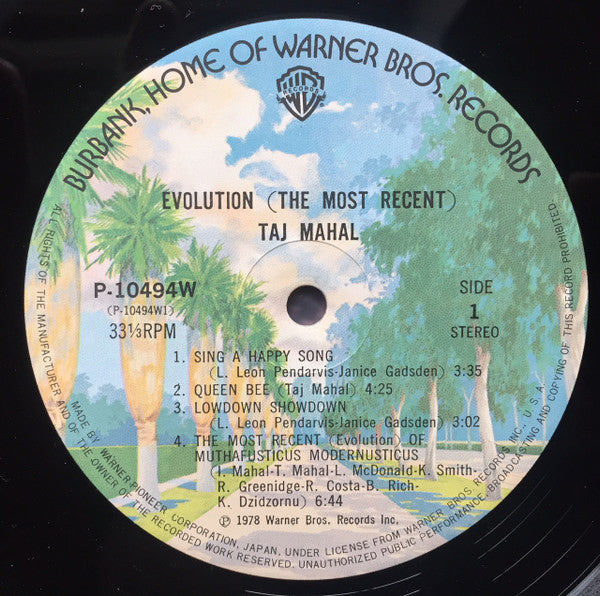 BURBANK, HOME OF WARNER BROS. RECORDS
WB
RECORDS
EVOLUTION (THE MOST RECENT)
TAJ MAHAL
P-10494W
(P-10494W1)
33⅓RPM
SIDE
1
STEREO
1. SING A HAPPY SONG
(L. Leon Pendarvis-Janice Gadsden) 3:35
2. QUEEN BEE (Taj Mahal) 4:25
3. LOWDOWN SHOWDOWN
(L. Leon Pendarvis-Janice Gadsden) 3:02
4. THE MOST RECENT (Evolution) OF
MUTHAFUSTICUS MODERNUSTICUS
(I. Mahal-T. Mahal-L. McDonald-K. Smith-
R. Greenidge-R. Costa-B. Rich-
K. Dzidzornu) 6:44
Ⓟ 1978 Warner Bros. Records Inc.
MADE BY WARNER-PIONEER CORPORATION, JAPAN, UNDER LICENSE FROM WARNER BROS. RECORDS INC., U.S.A.
ALL RIGHTS OF THE MANUFACTURER AND OF THE OWNER OF THE RECORDED WORK RESERVED. UNAUTHORIZED PUBLIC PERFORMANCE, BROADCASTING AND COPYING OF THIS RECORD PROHIBITED